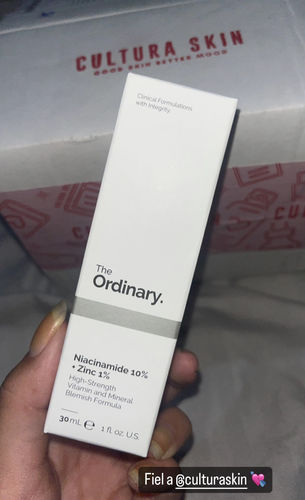 CULTURA SKIN
GOOD SKIN BETTER MOOD
Clinical Formulations
with Integrity.
The
Ordinary.
Niacinamide 10%
+ Zinc 1%
High-Strength
Vitamin and Mineral
Blemish Formula
30 mL ℮ 1 fl. oz. U.S.
Fiel a @culturaskin 💘